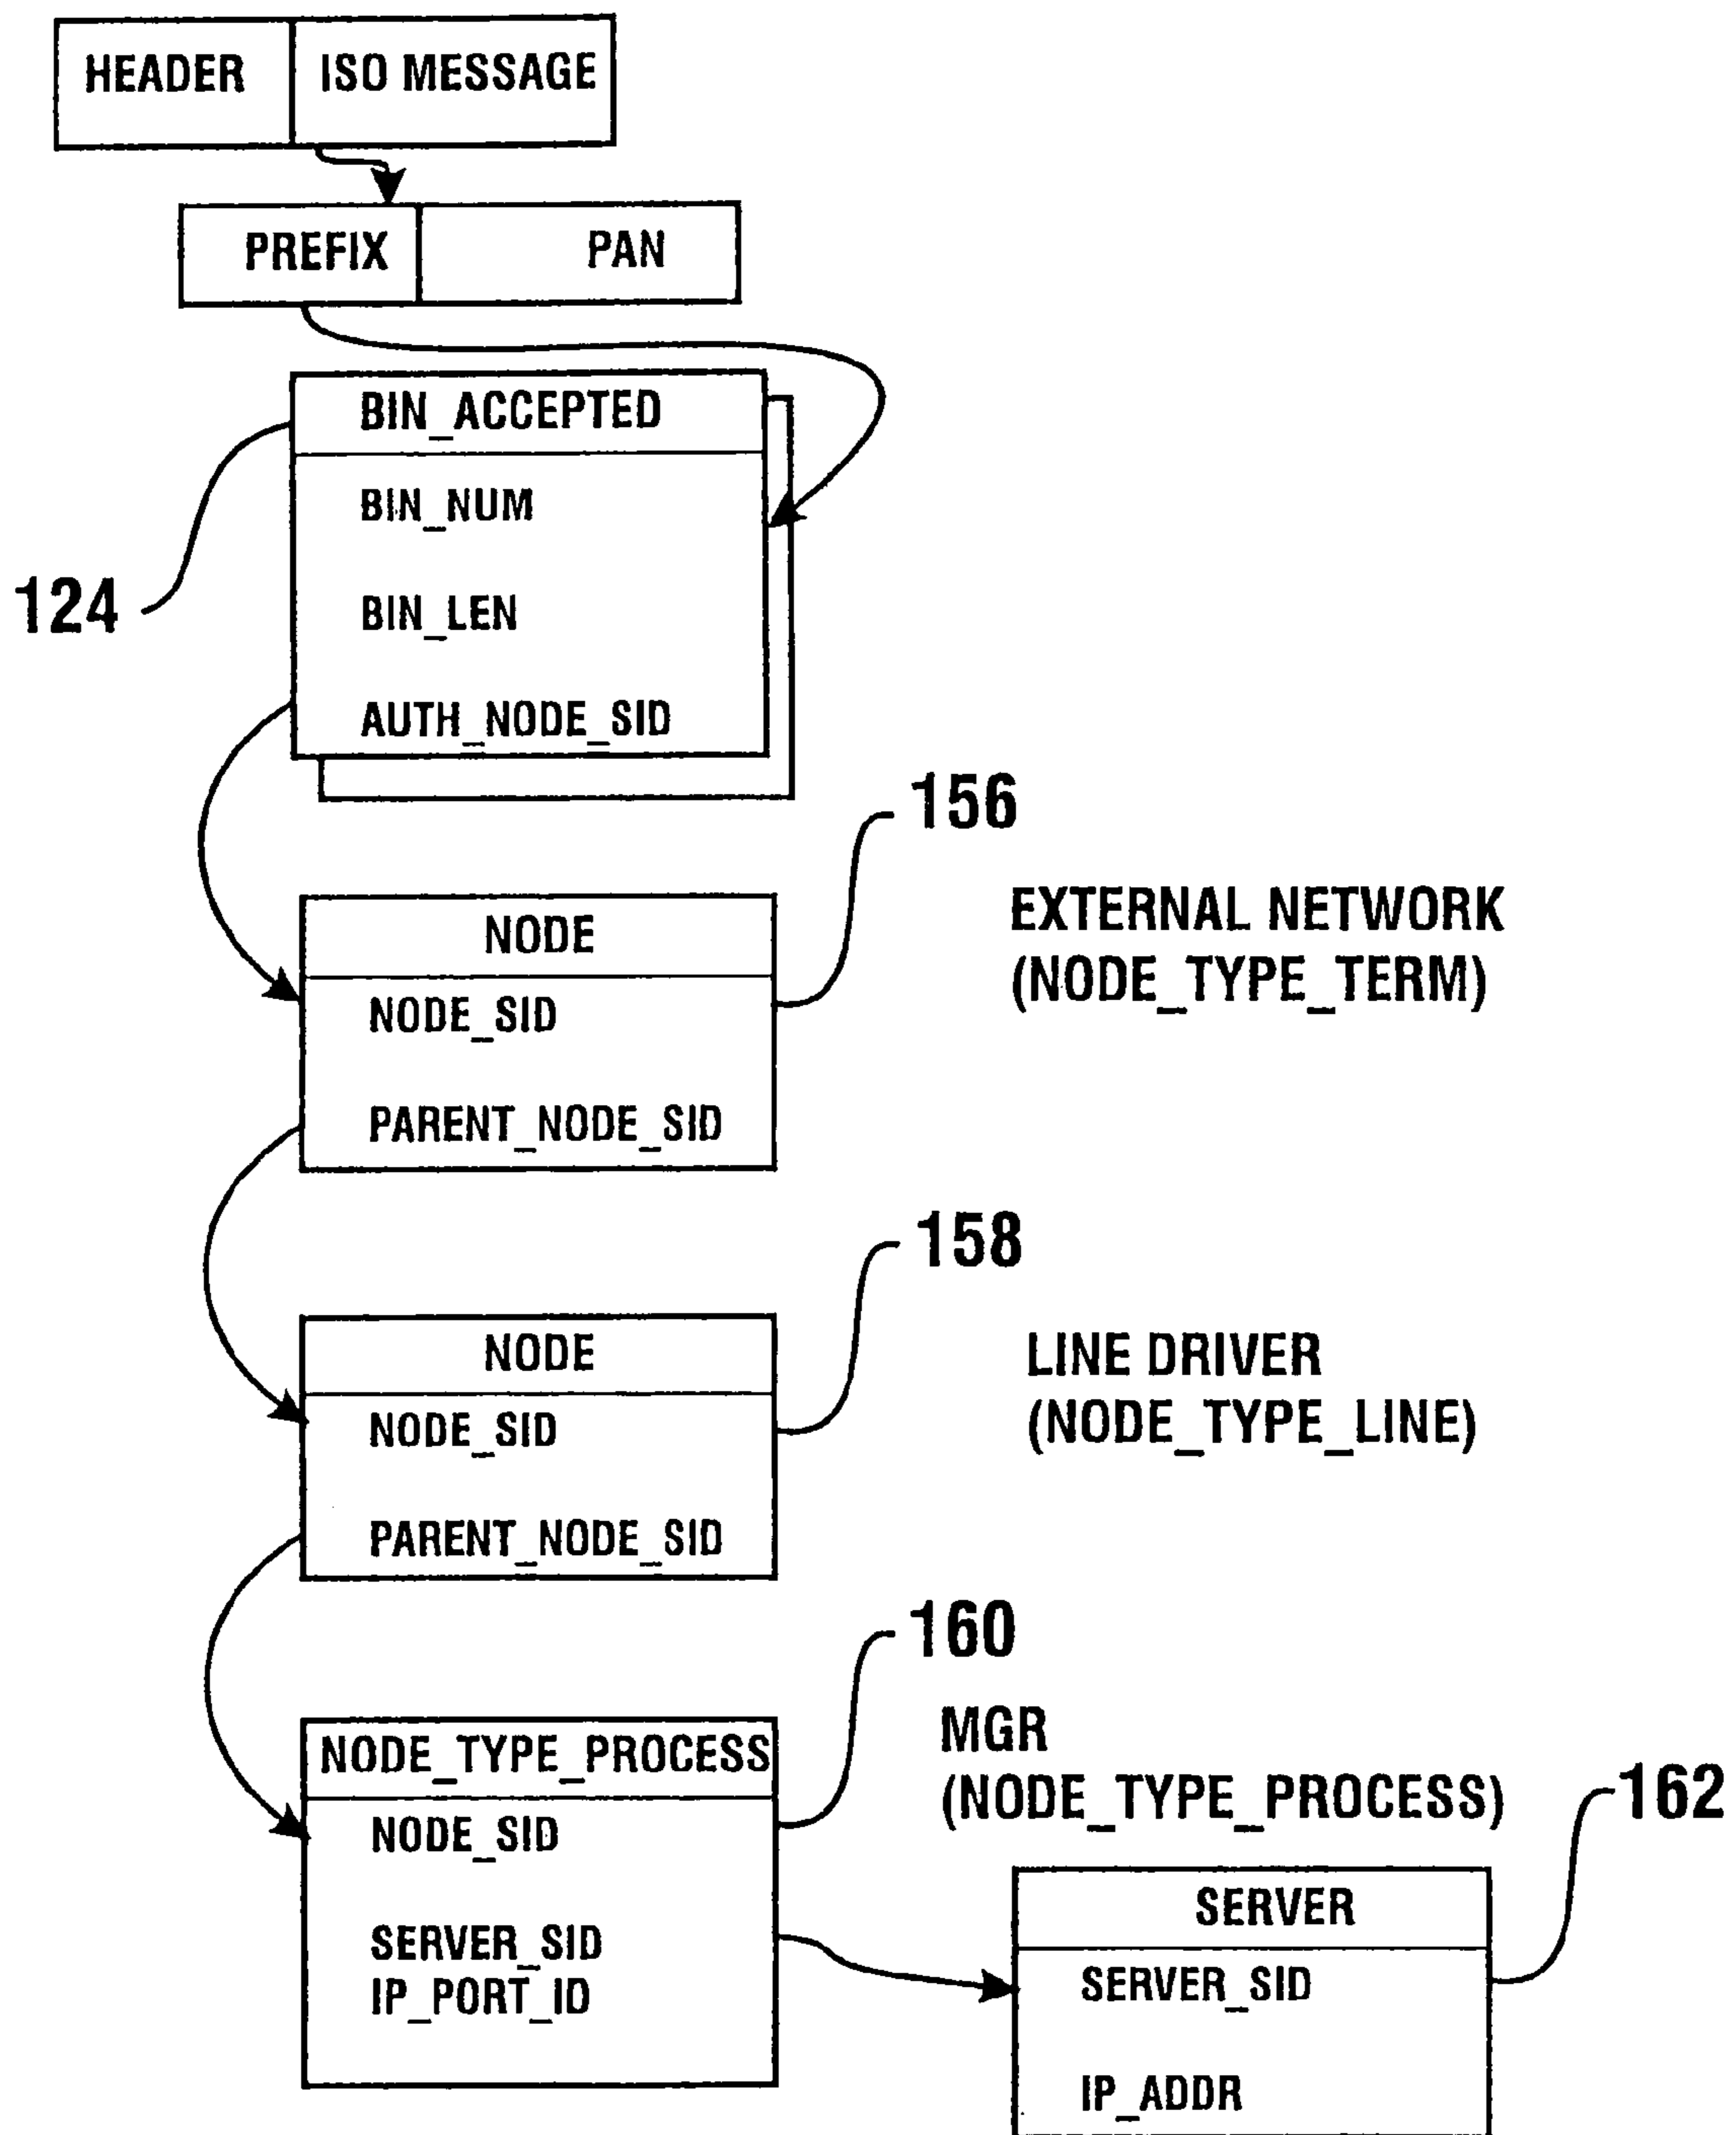 HEADER ISO MESSAGE
PREFIX PAN
BIN_ACCEPTED
BIN_NUM
BIN_LEN
AUTH_NODE_SID
124
156
NODE
NODE_SID
PARENT_NODE_SID
EXTERNAL NETWORK
(NODE_TYPE_TERM)
158
NODE
NODE_SID
PARENT_NODE_SID
LINE DRIVER
(NODE_TYPE_LINE)
160
NODE_TYPE_PROCESS
NODE_SID
SERVER_SID
IP_PORT_ID
MGR
(NODE_TYPE_PROCESS)
162
SERVER
SERVER_SID
IP_ADDR